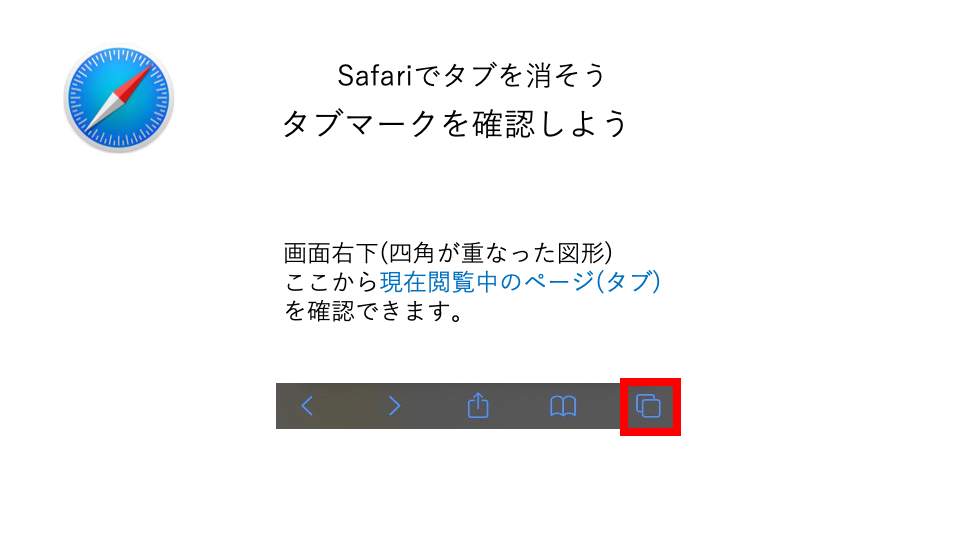 Safariでタブを消そう
タブマークを確認しよう
画面右下(四角が重なった図形)
ここから現在閲覧中のページ(タブ)
を確認できます。